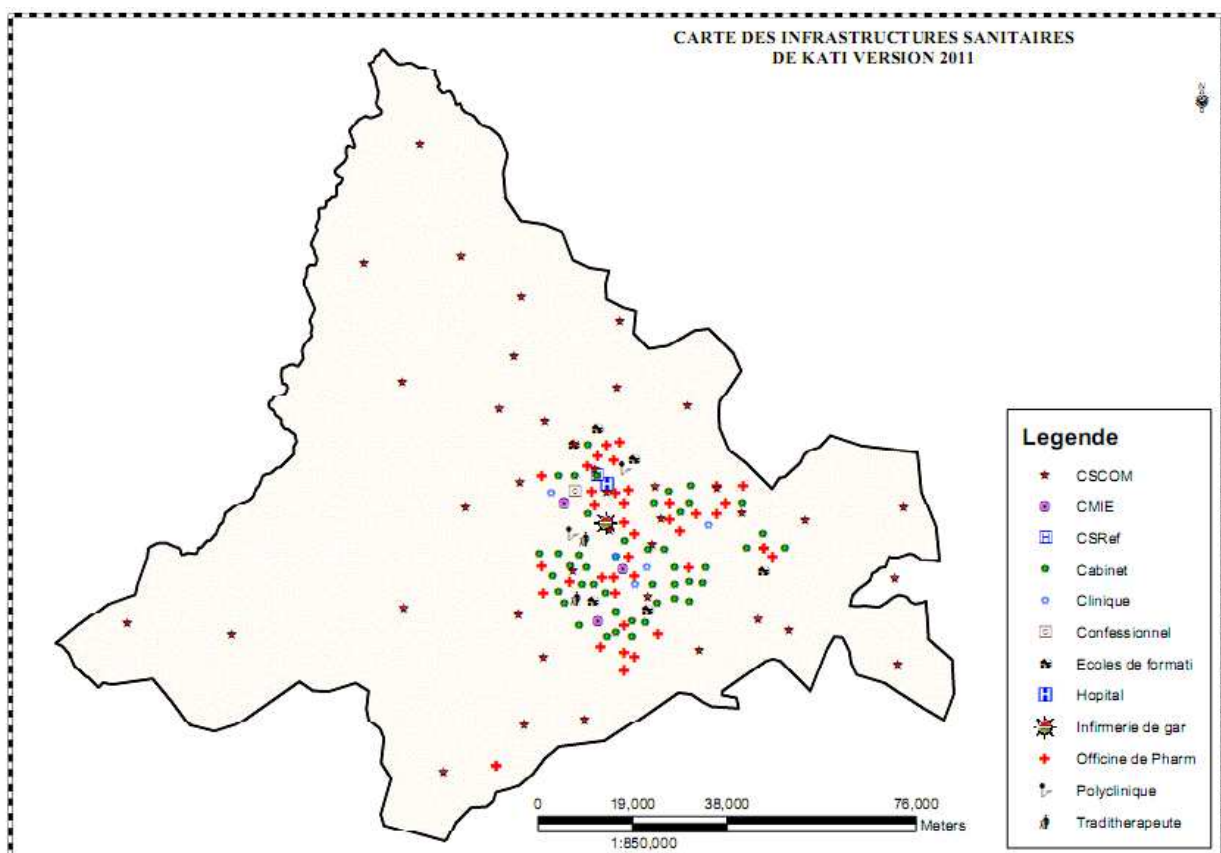 CARTE DES INFRASTRUCTURES SANITAIRES
DE KATI VERSION 2011
Legende
CSCOM
CMIE
CSRef
Cabinet
Clinique
Confessionnel
Ecoles de formati
Hopital
Infirmerie de gar
Officine de Pharm
Polyclinique
Traditherapeute
0 19,000 38,000 76,000
Meters
1:850,000